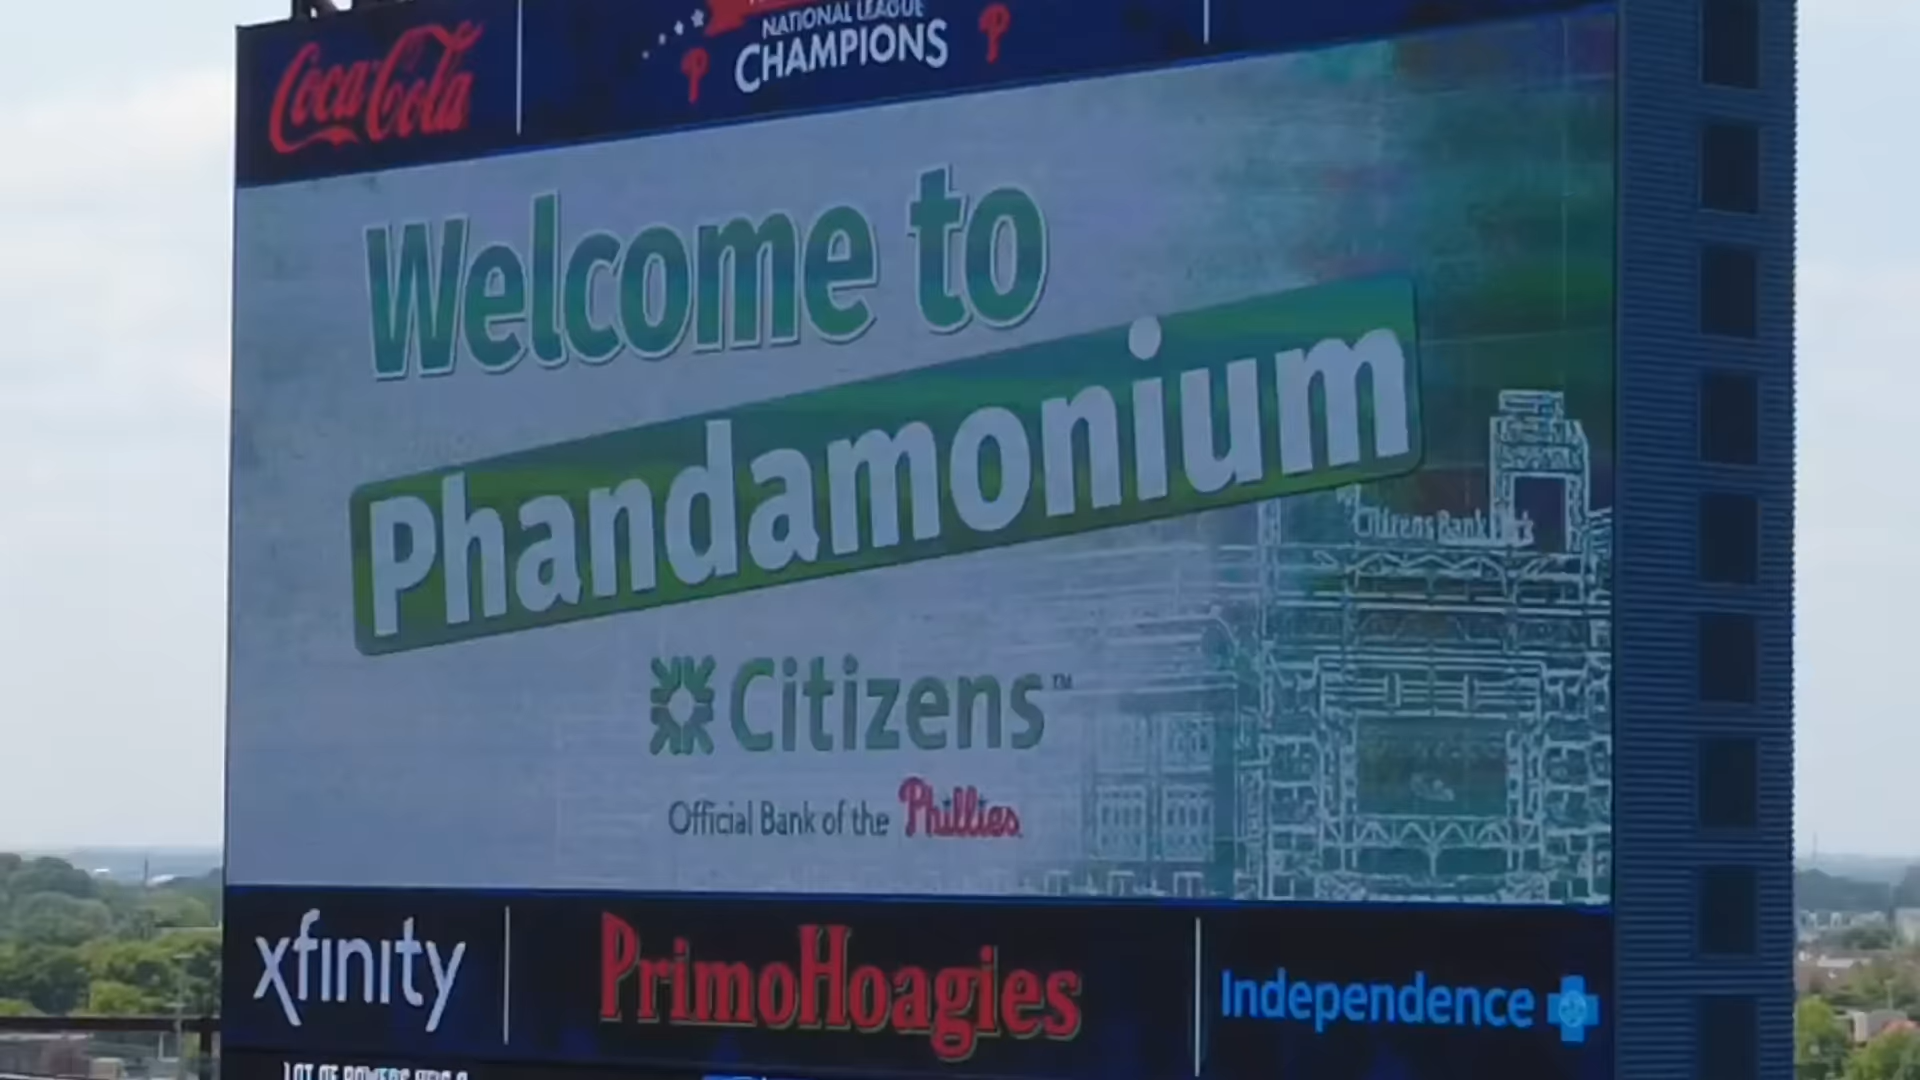 Coca-Cola
NATIONAL LEAGUE
CHAMPIONS
Welcome to
Phandamonium
Citizens Bank Park
Citizens™
Official Bank of the Phillies
xfinity
PrimoHoagies
Independence